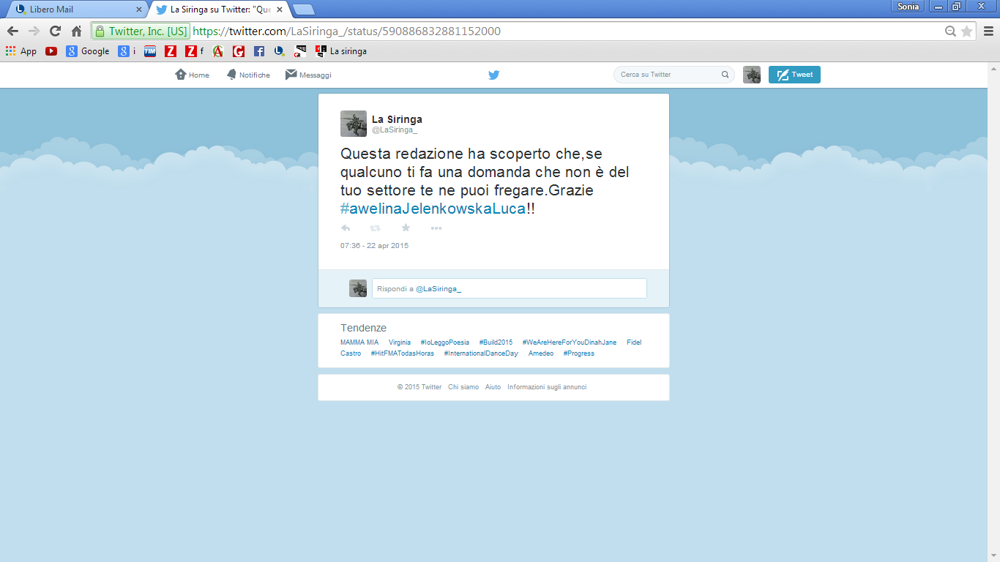 Libero Mail
La Siringa su Twitter: "Que
Sonia
Twitter, Inc. [US]
https://twitter.com/LaSiringa_/status/590886832881152000
App
Google
i
TIM
Z
Z f
A
G
f
La siringa
Home
Notifiche
Messaggi
Cerca su Twitter
Tweet
La Siringa
@LaSiringa_
Questa redazione ha scoperto che,se
qualcuno ti fa una domanda che non è del
tuo settore te ne puoi fregare.Grazie
#awelinaJelenkowskaLuca!!
07:36 - 22 apr 2015
Rispondi a @LaSiringa_
Tendenze
MAMMA MIA Virginia #IoLeggoPoesia #Build2015 #WeAreHereForYouDinahJane Fidel
Castro #HitFMATodasHoras #InternationalDanceDay Amedeo #Progress
© 2015 Twitter Chi siamo Aiuto Informazioni sugli annunci